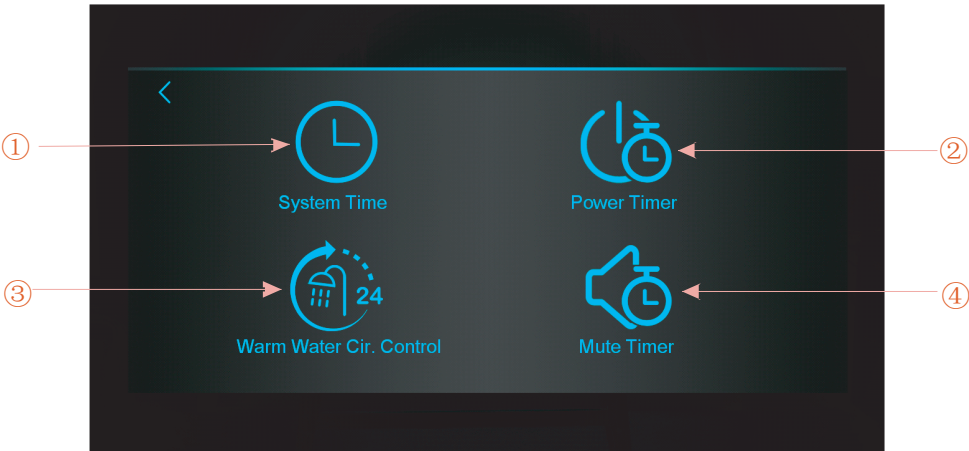 ① ②
System Time Power Timer
③ 24 ④
Warm Water Cir. Control Mute Timer